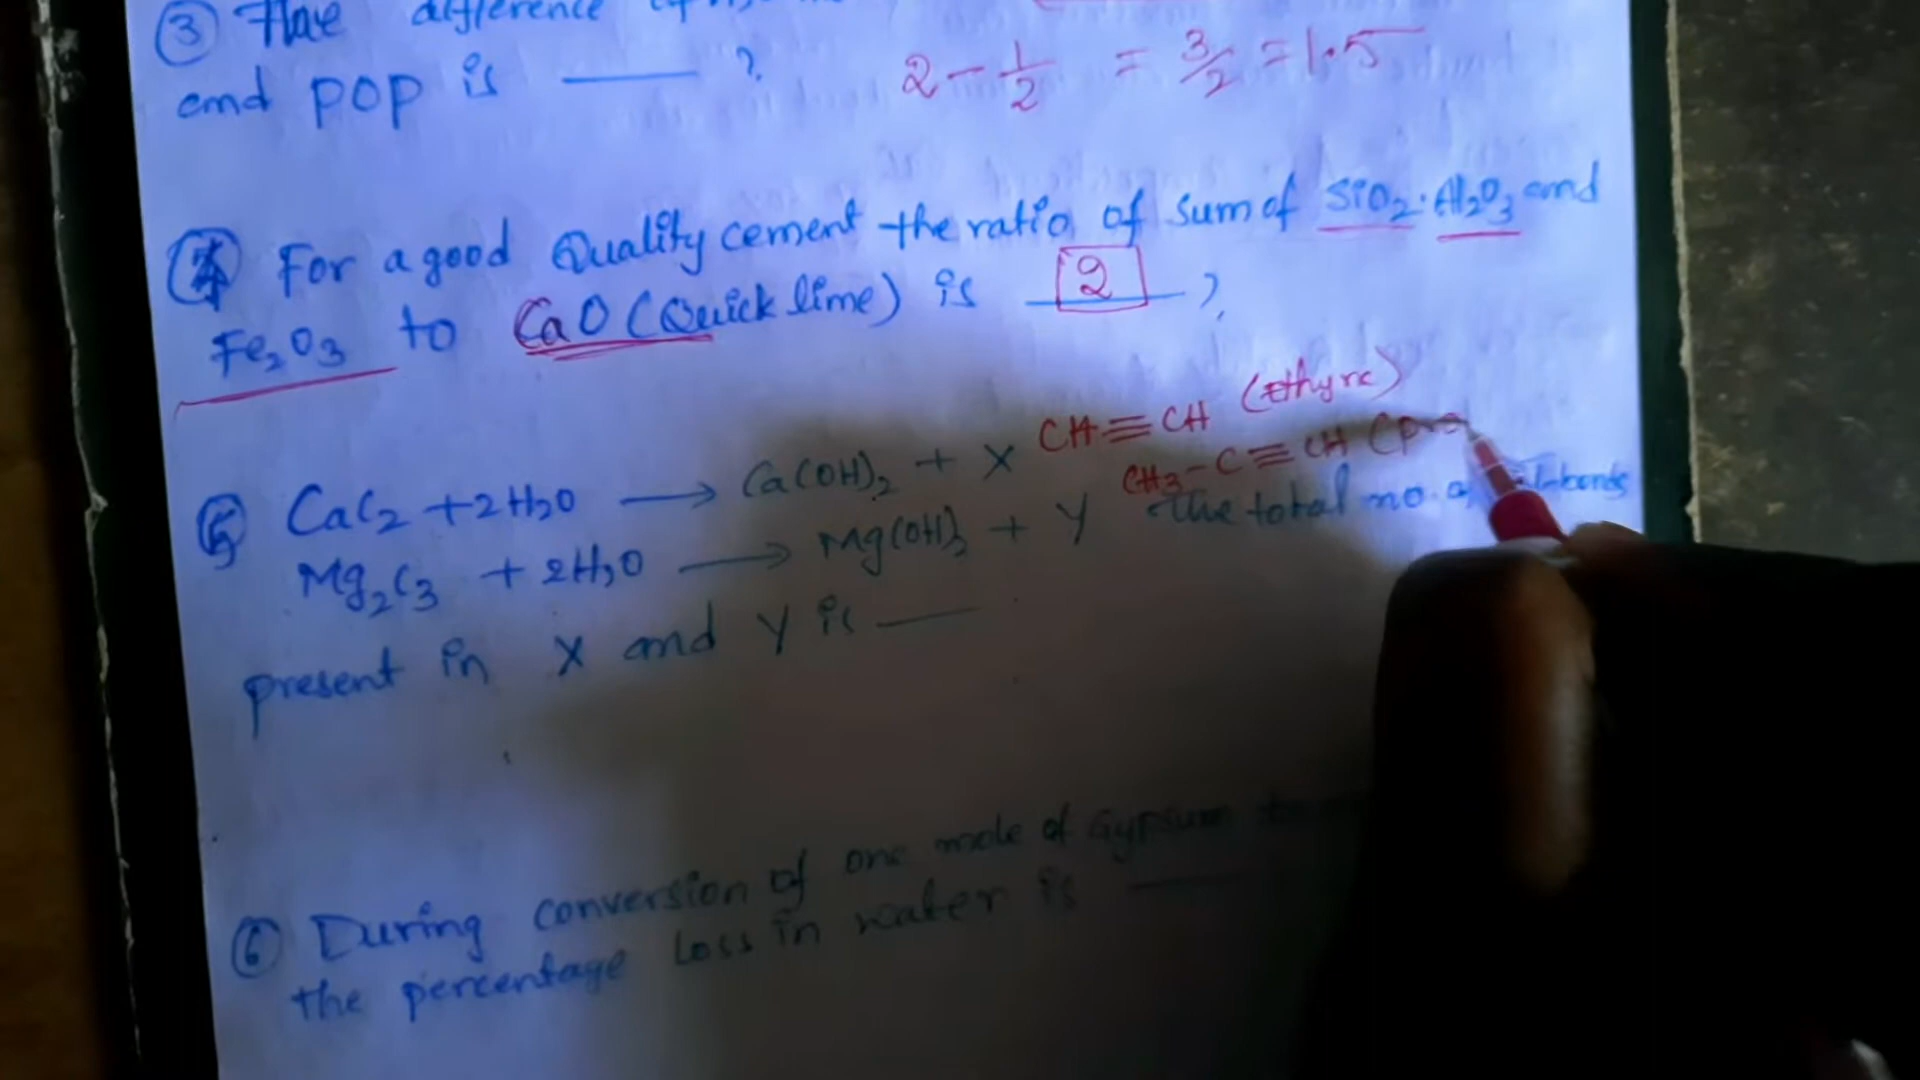 ③ The difference
and POP is ——— ? 2 - 1/2 = 3/2 = 1.5
④ For a good Quality cement the ratio of sum of SiO2. Al2O3 and
Fe2O3 to CaO (Quick lime) is 2 ?
CH≡CH (Ethyne)
⑤ CaC2 + 2H2O ⟶ Ca(OH)2 + X CH3-C≡CH (pro
Mg2C3 + 2H2O ⟶ Mg(OH)2 + Y The total no. of bonds
present in X and Y is ———
⑥ During conversion of one mole of Gypsum
the percentage Loss in water is ———